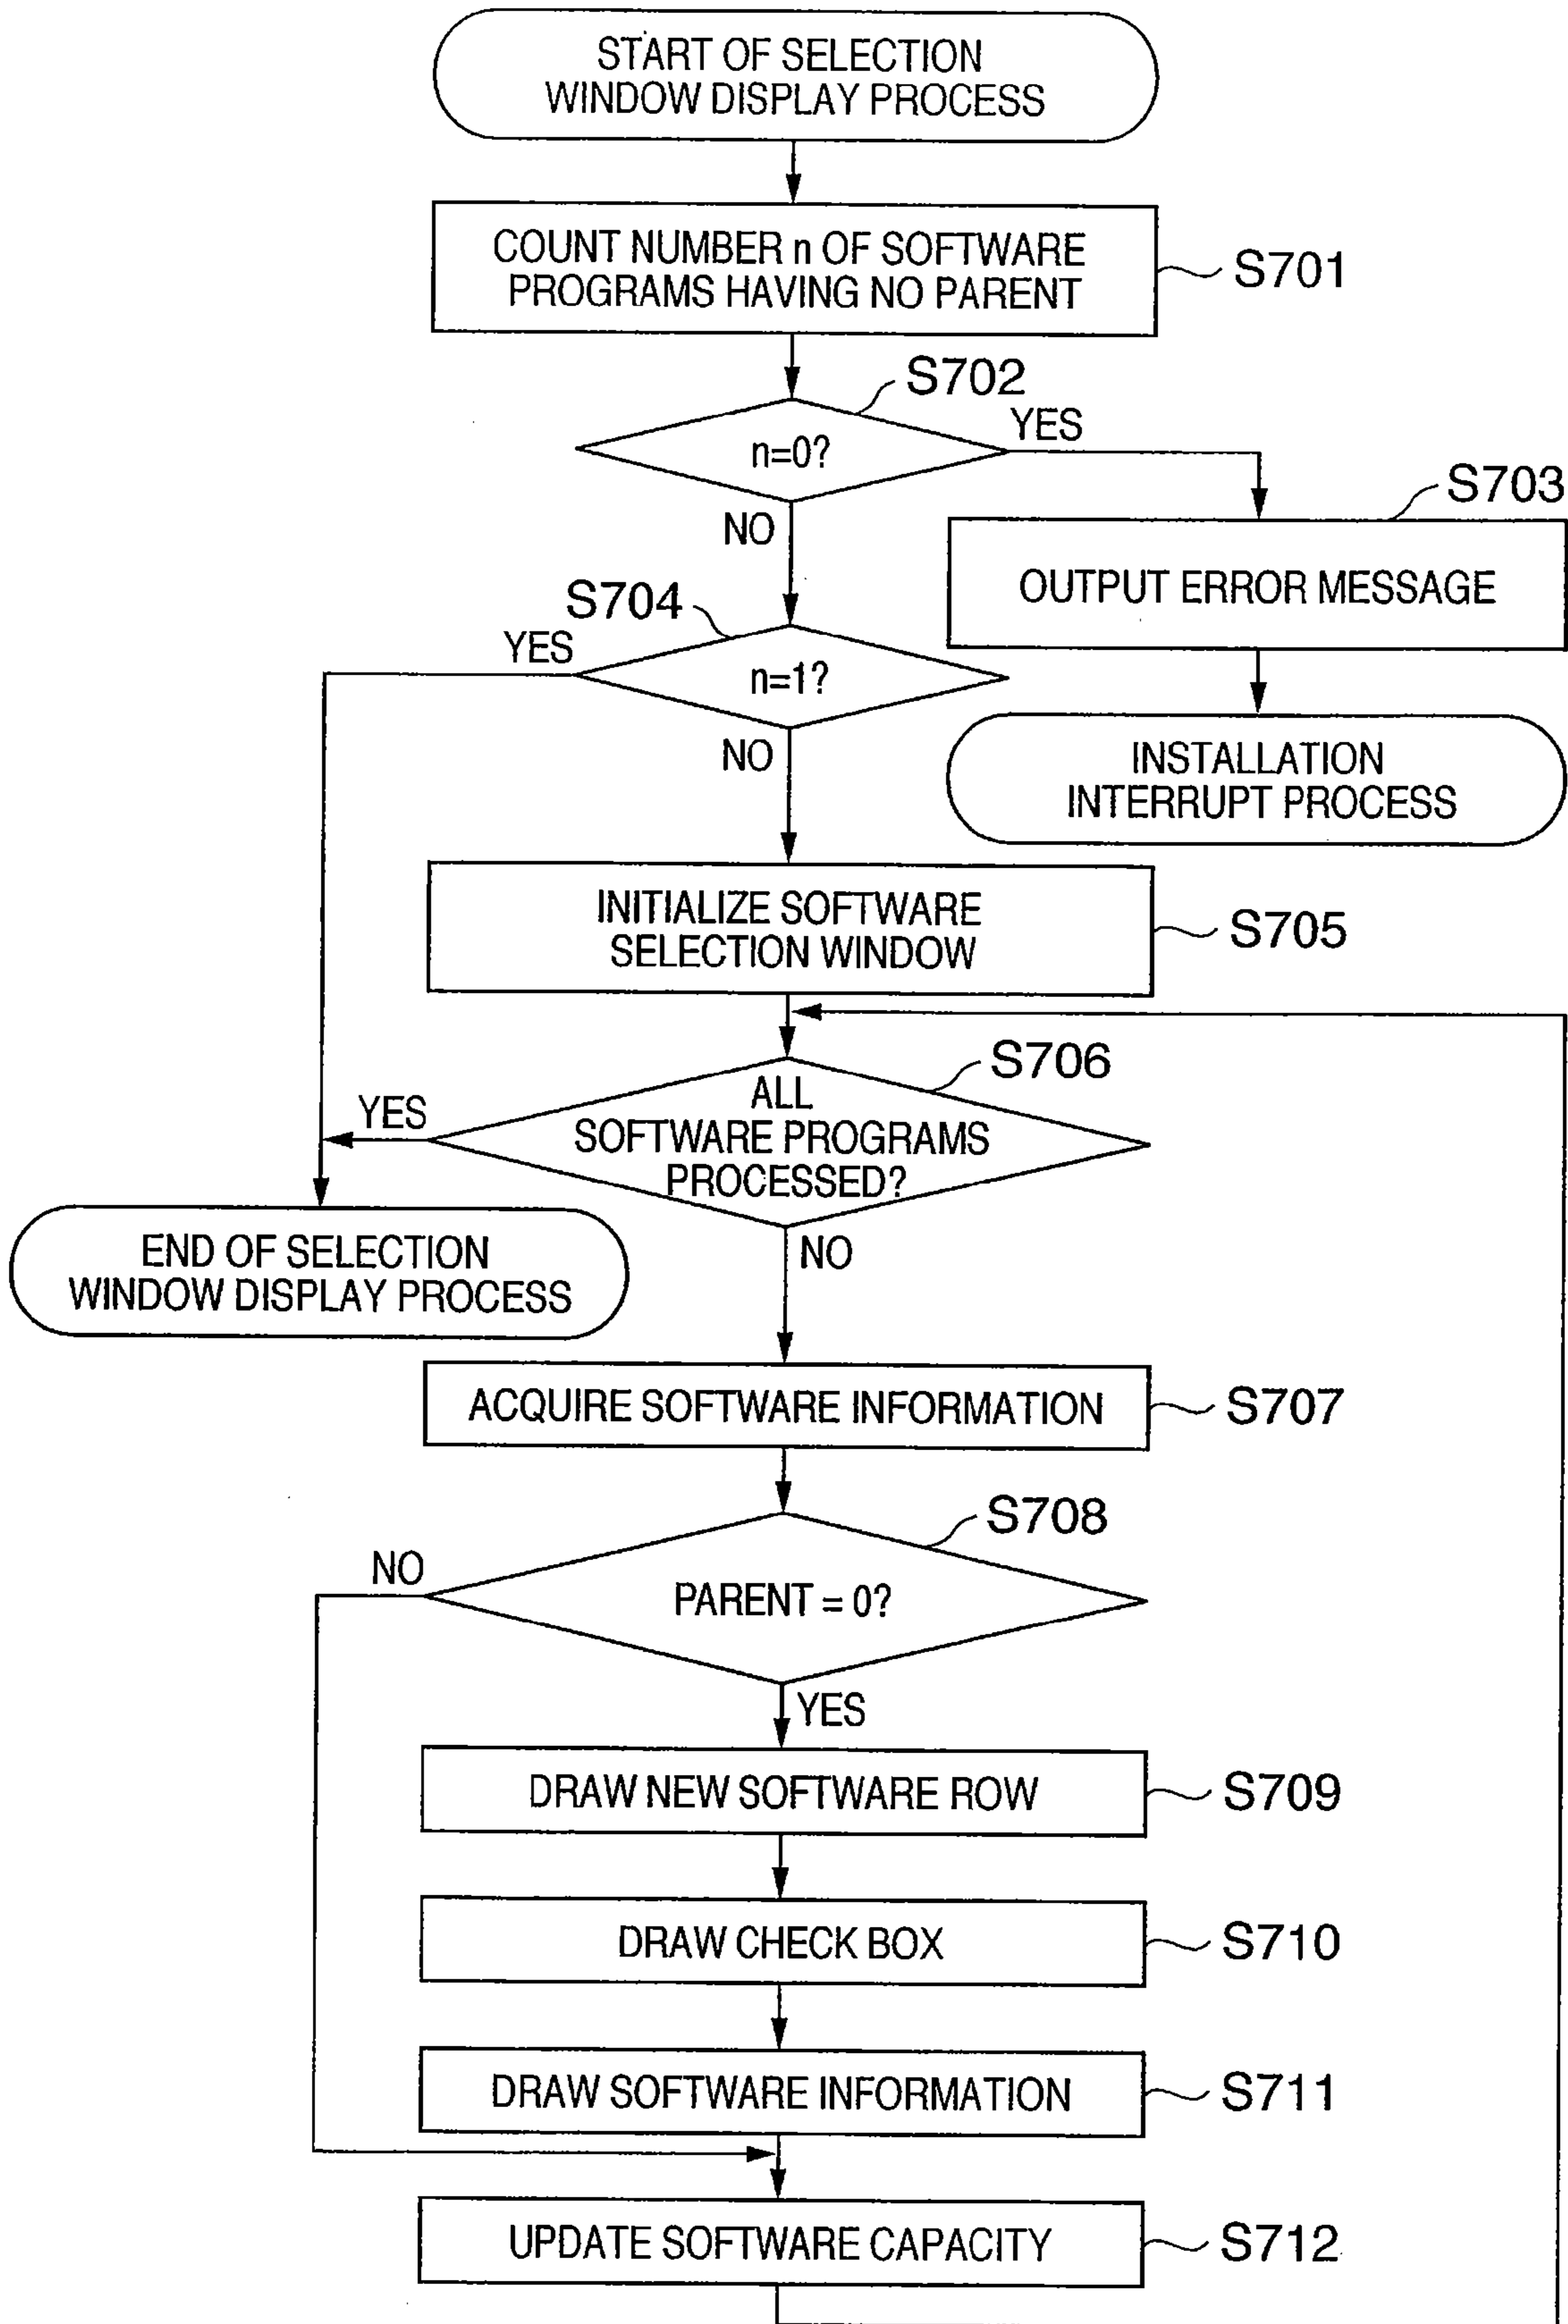 START OF SELECTION
WINDOW DISPLAY PROCESS
COUNT NUMBER n OF SOFTWARE
PROGRAMS HAVING NO PARENT
S701
S702
n=0?
YES
NO
S703
OUTPUT ERROR MESSAGE
S704
YES
n=1?
NO
INSTALLATION
INTERRUPT PROCESS
INITIALIZE SOFTWARE
SELECTION WINDOW
S705
S706
ALL
SOFTWARE PROGRAMS
PROCESSED?
YES
NO
END OF SELECTION
WINDOW DISPLAY PROCESS
ACQUIRE SOFTWARE INFORMATION
S707
S708
NO
PARENT = 0?
YES
DRAW NEW SOFTWARE ROW
S709
DRAW CHECK BOX
S710
DRAW SOFTWARE INFORMATION
S711
UPDATE SOFTWARE CAPACITY
S712